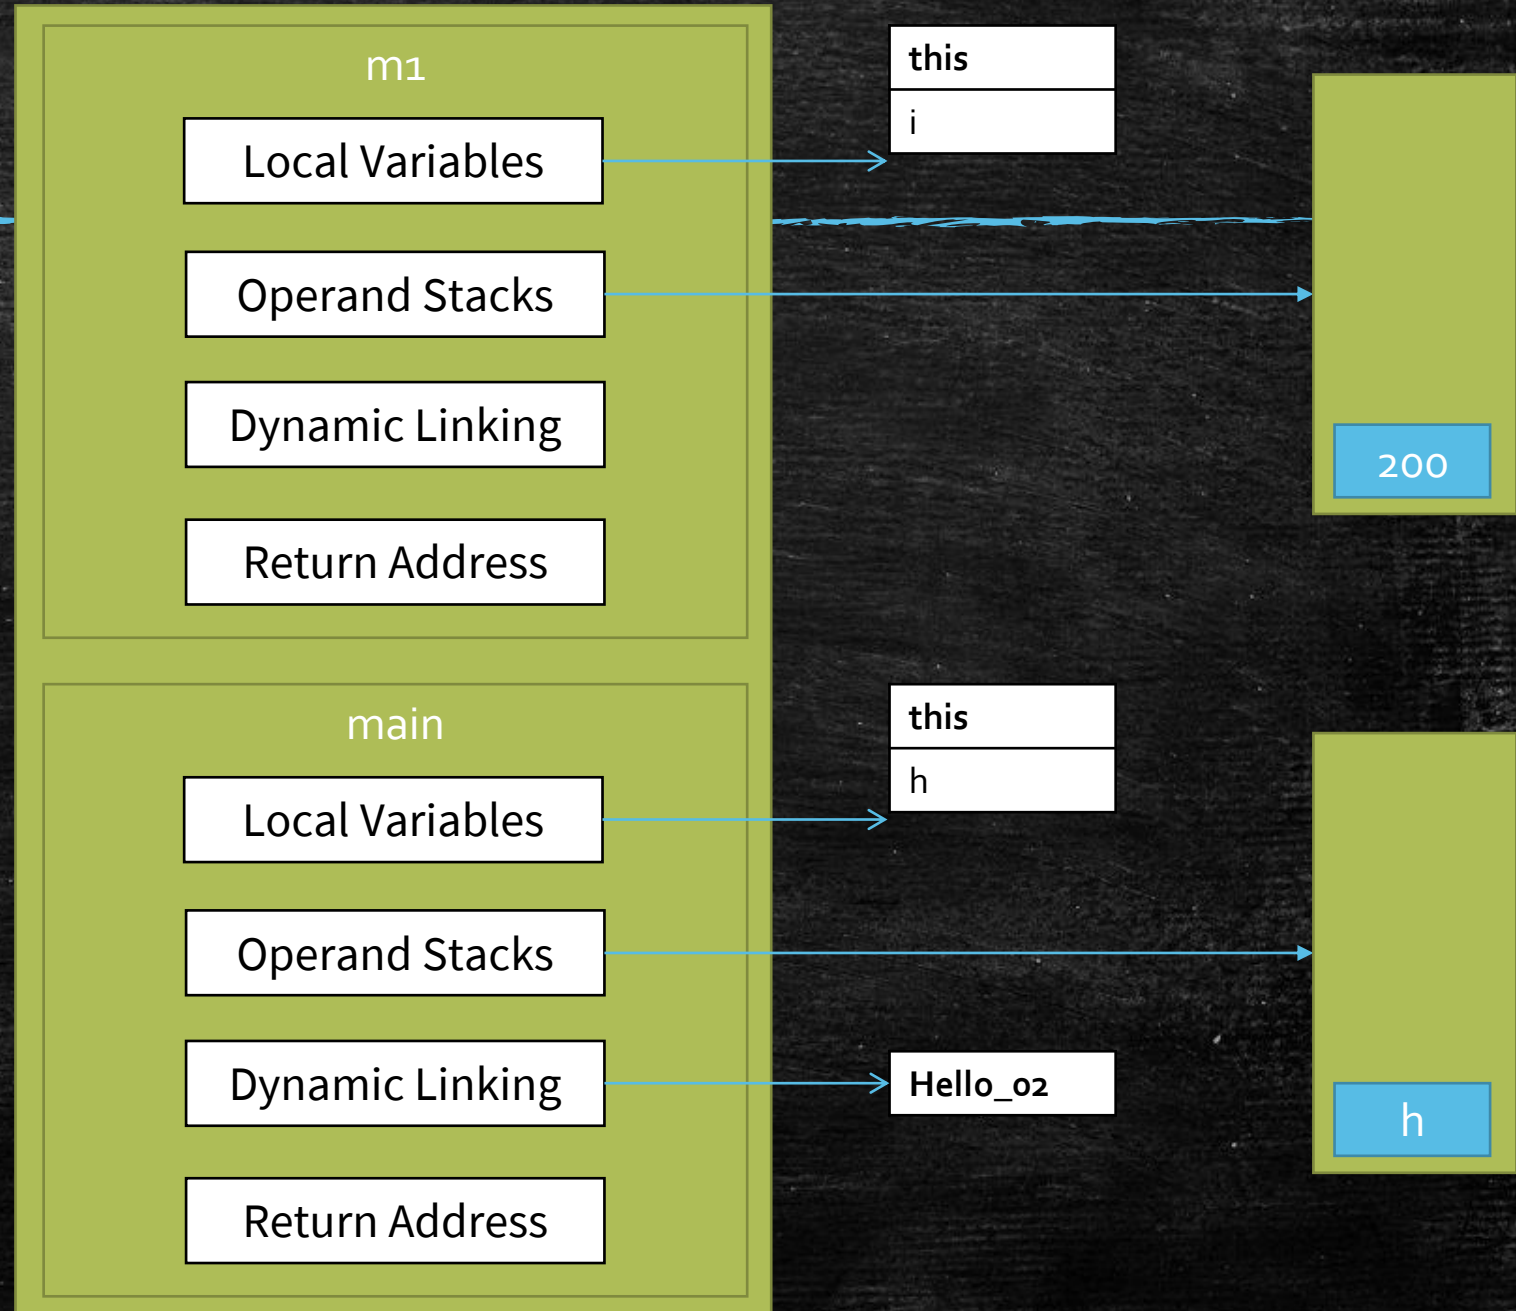 m1
Local Variables
this
i
Operand Stacks
200
Dynamic Linking
Return Address
main
Local Variables
this
h
Operand Stacks
Dynamic Linking
Hello_02
h
Return Address